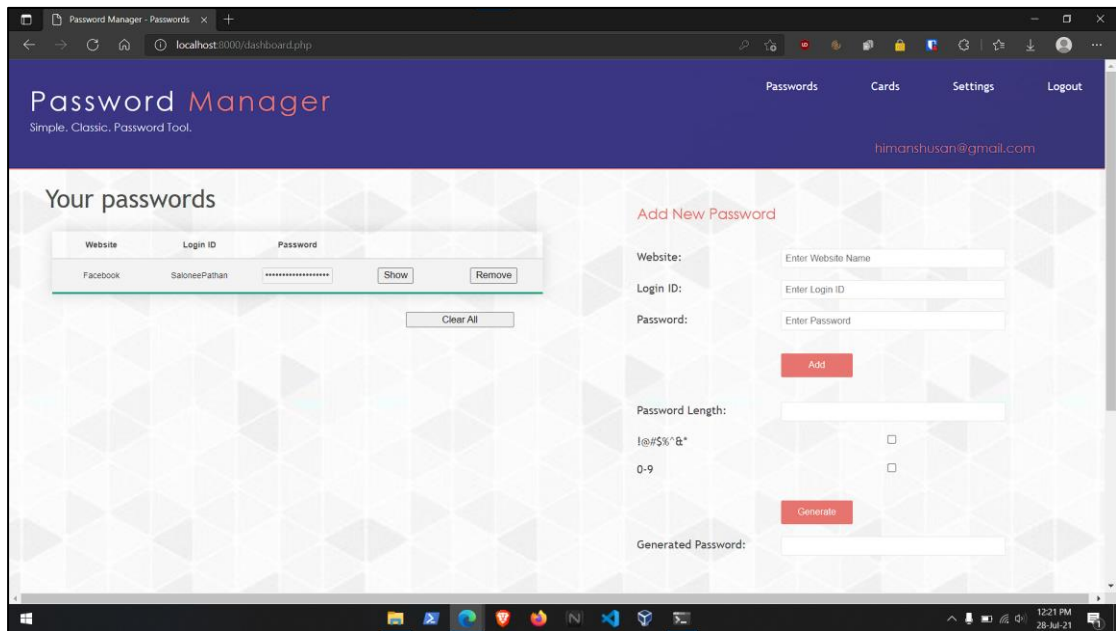 Password Manager - Passwords
localhost:8000/dashboard.php
Passwords Cards Settings Logout
Password Manager
Simple. Classic. Password Tool.
himanshusan@gmail.com
Your passwords
Website Login ID Password
Facebook SaloneePathan Show Remove
Clear All
Add New Password
Website: Enter Website Name
Login ID: Enter Login ID
Password: Enter Password
Add
Password Length:
!@#$%^&*
0-9
Generate
Generated Password:
12:21 PM
28-Jul-21